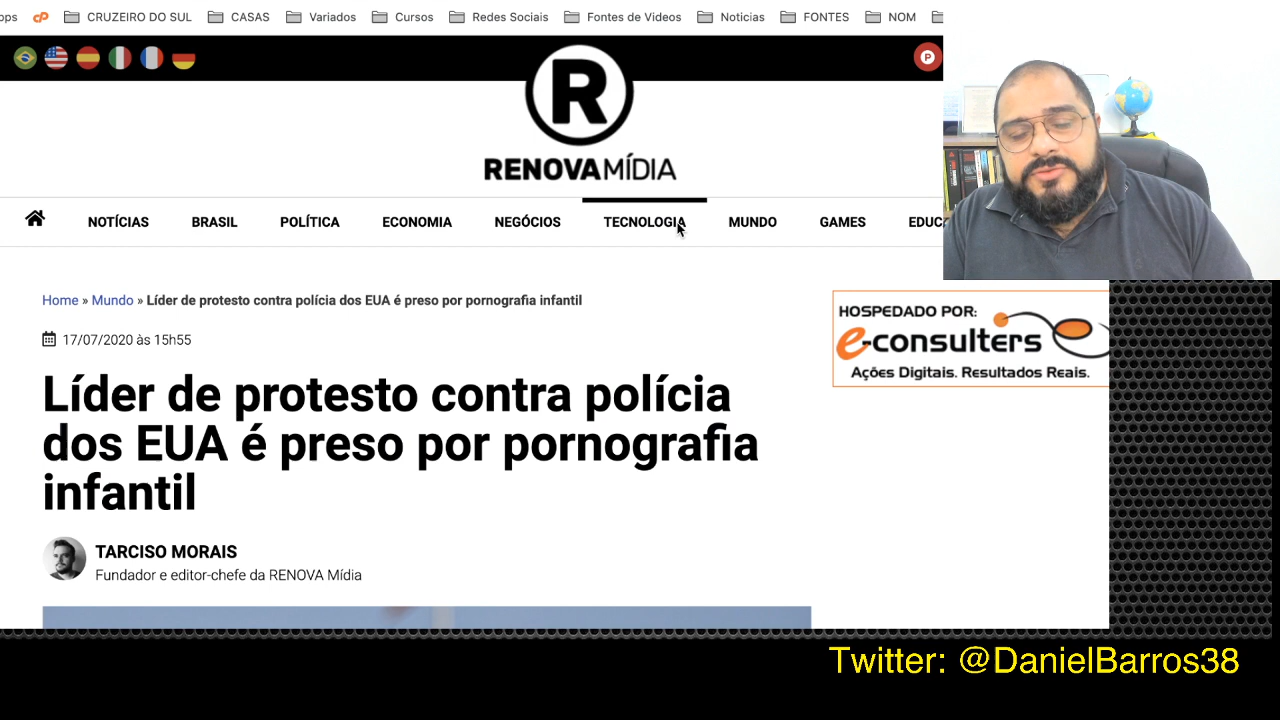 ops CRUZEIRO DO SUL CASAS Variados Cursos Redes Sociais Fontes de Videos Noticias FONTES NOM
P
R
RENOVAMÍDIA
NOTÍCIAS BRASIL POLÍTICA ECONOMIA NEGÓCIOS TECNOLOGIA MUNDO GAMES EDUC
Home » Mundo » Líder de protesto contra polícia dos EUA é preso por pornografia infantil
17/07/2020 às 15h55
HOSPEDADO POR:
e-consulters
Ações Digitais. Resultados Reais.
Líder de protesto contra polícia
dos EUA é preso por pornografia
infantil
TARCISO MORAIS
Fundador e editor-chefe da RENOVA Mídia
Twitter: @DanielBarros38